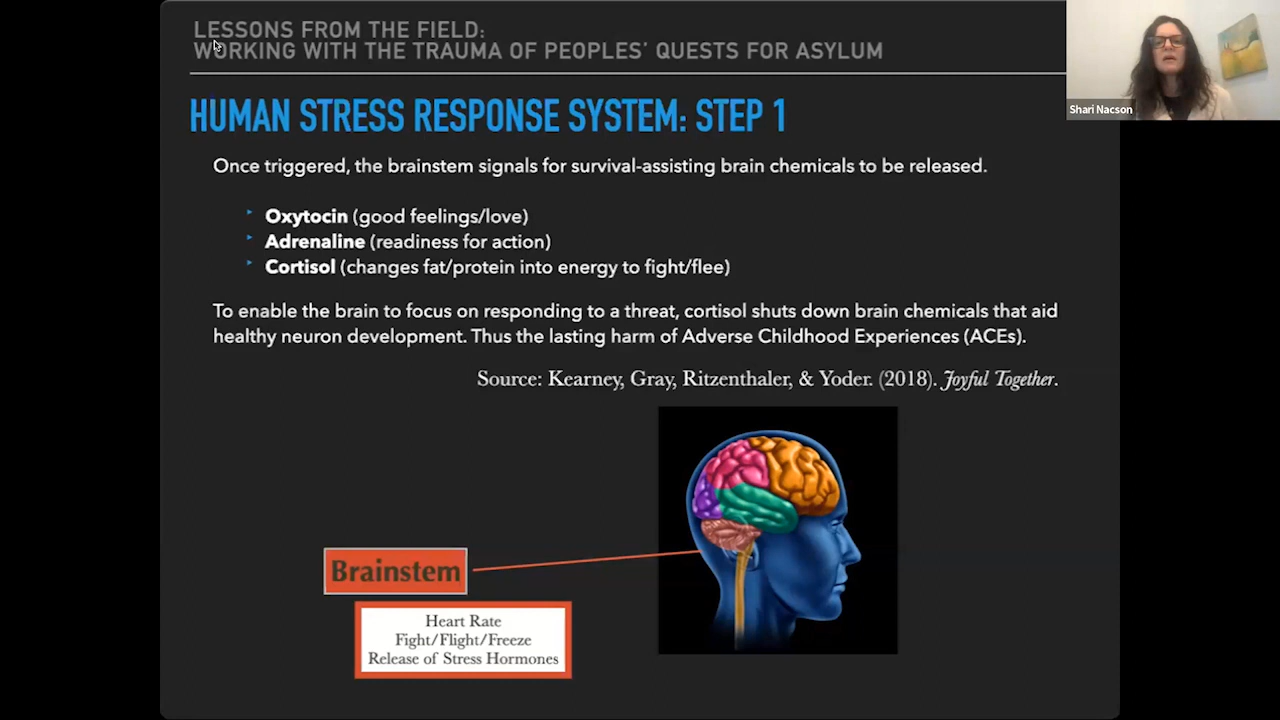 LESSONS FROM THE FIELD:
WORKING WITH THE TRAUMA OF PEOPLES’ QUESTS FOR ASYLUM
HUMAN STRESS RESPONSE SYSTEM: STEP 1
Once triggered, the brainstem signals for survival-assisting brain chemicals to be released.
Oxytocin (good feelings/love)
Adrenaline (readiness for action)
Cortisol (changes fat/protein into energy to fight/flee)
To enable the brain to focus on responding to a threat, cortisol shuts down brain chemicals that aid
healthy neuron development. Thus the lasting harm of Adverse Childhood Experiences (ACEs).
Source: Kearney, Gray, Ritzenthaler, & Yoder. (2018). Joyful Together.
Brainstem
Heart Rate
Fight/Flight/Freeze
Release of Stress Hormones
Shari Nacson